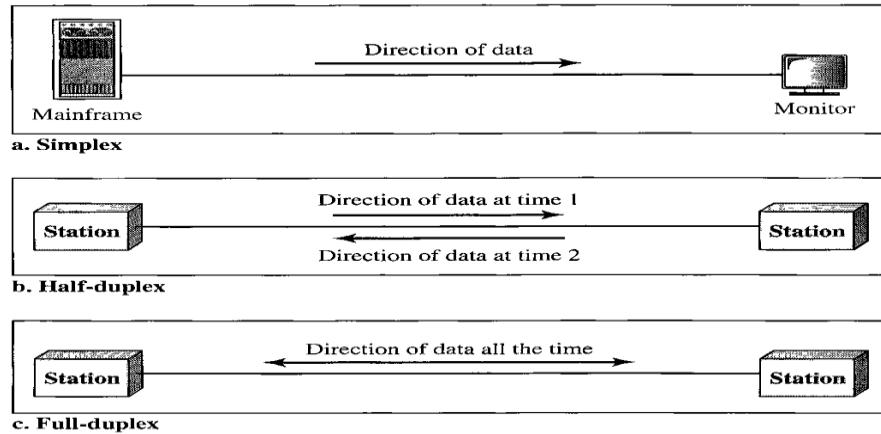 Direction of data
Mainframe
Monitor
a. Simplex
Direction of data at time 1
Station
Station
Direction of data at time 2
b. Half-duplex
Direction of data all the time
Station
Station
c. Full-duplex